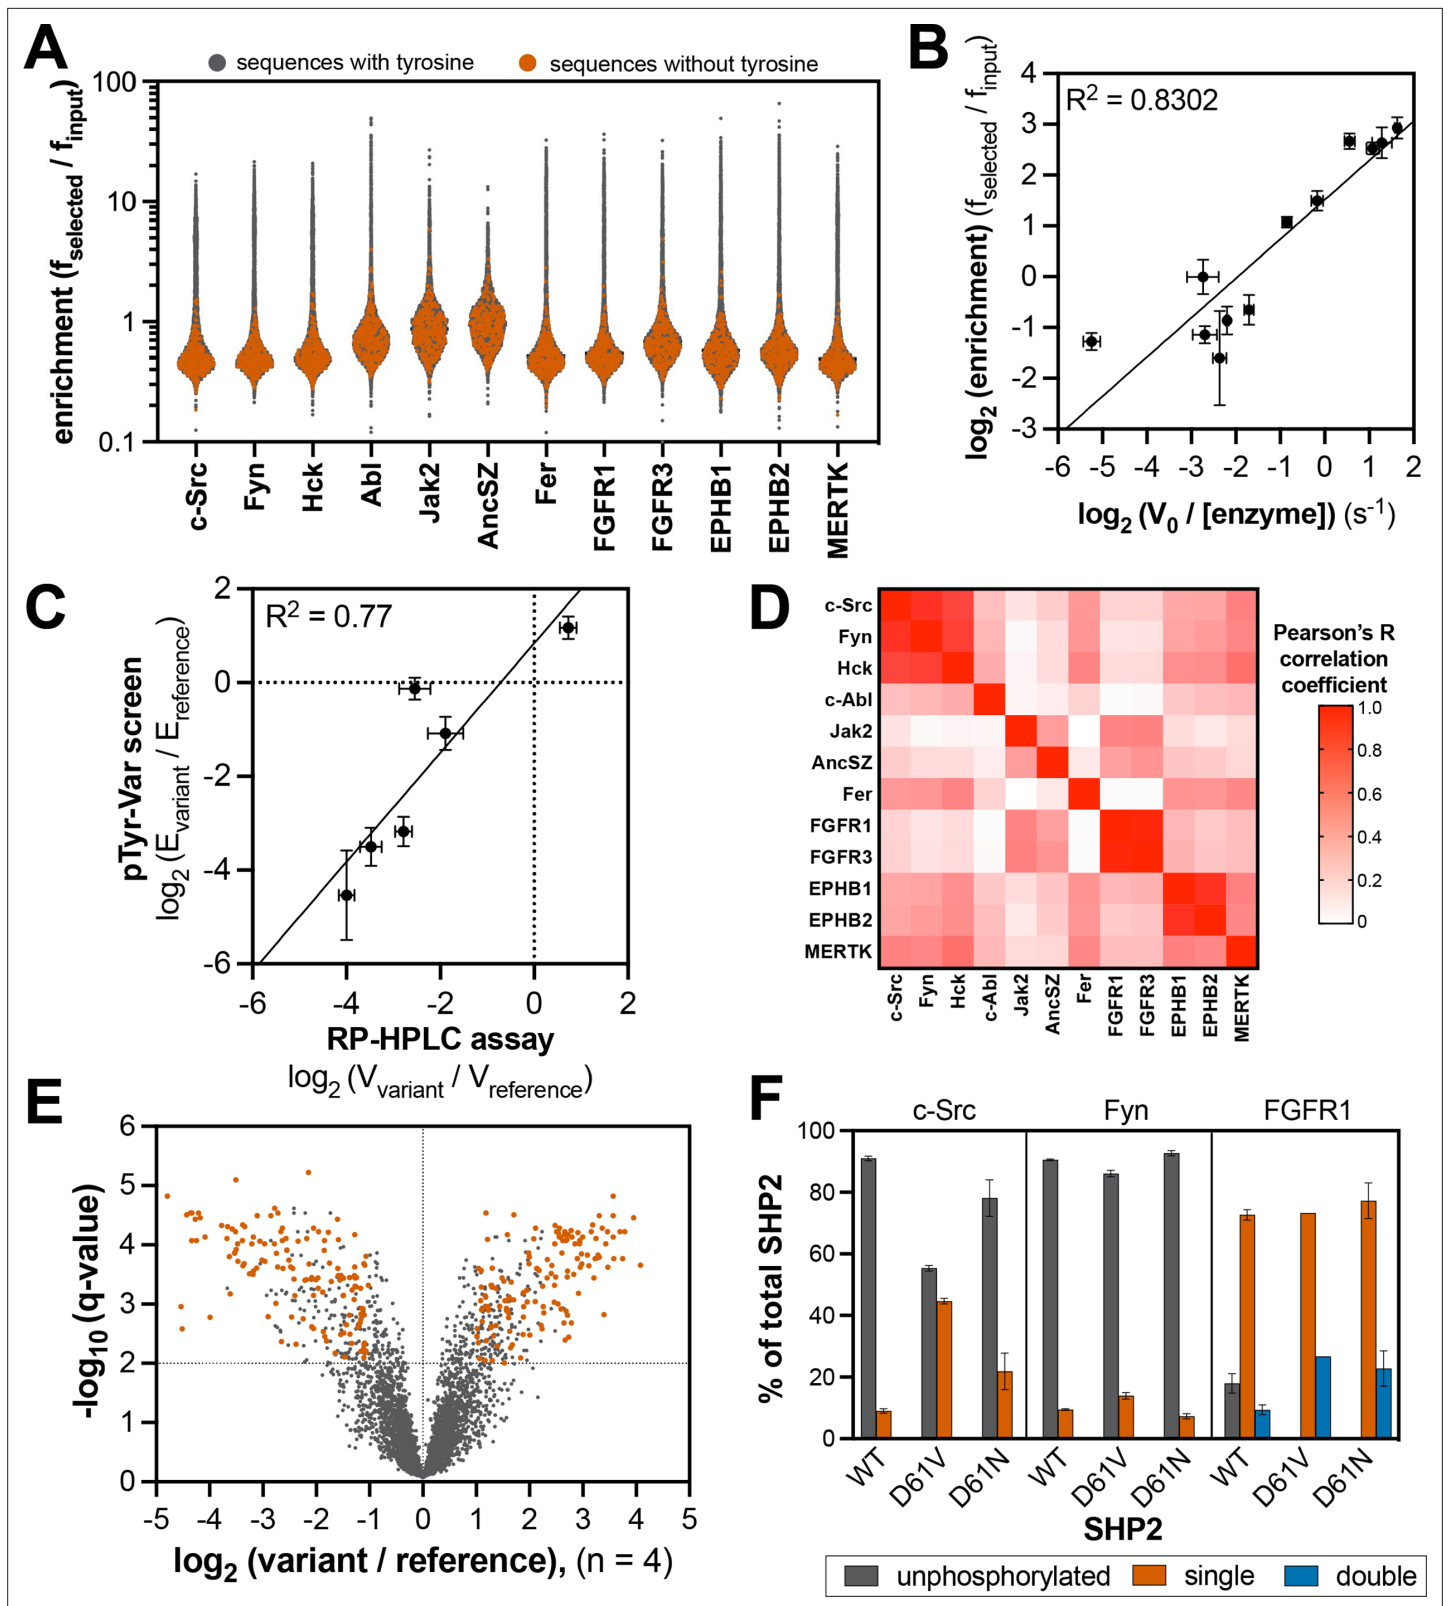 A
sequences with tyrosine
sequences without tyrosine
enrichment (f_selected / f_input)
100
10
1
0.1
c-Src
Fyn
Hck
Abl
Jak2
AncSZ
Fer
FGFR1
FGFR3
EPHB1
EPHB2
MERTK
B
R² = 0.8302
log₂ (enrichment) (f_selected / f_input)
4
3
2
1
0
-1
-2
-3
-6 -5 -4 -3 -2 -1 0 1 2
log₂ (V₀ / [enzyme]) (s⁻¹)
C
R² = 0.77
pTyr-Var screen
log₂ (E_variant / E_reference)
2
0
-2
-4
-6
-6 -4 -2 0 2
RP-HPLC assay
log₂ (V_variant / V_reference)
D
c-Src
Fyn
Hck
c-Abl
Jak2
AncSZ
Fer
FGFR1
FGFR3
EPHB1
EPHB2
MERTK
c-Src
Fyn
Hck
c-Abl
Jak2
AncSZ
Fer
FGFR1
FGFR3
EPHB1
EPHB2
MERTK
Pearson's R
correlation
coefficient
1.0
0.8
0.6
0.4
0.2
0
E
-log₁₀ (q-value)
6
5
4
3
2
1
0
-5 -4 -3 -2 -1 0 1 2 3 4 5
log₂ (variant / reference), (n = 4)
F
c-Src Fyn FGFR1
% of total SHP2
100
80
60
40
20
0
WT D61V D61N WT D61V D61N WT D61V D61N
SHP2
unphosphorylated single double